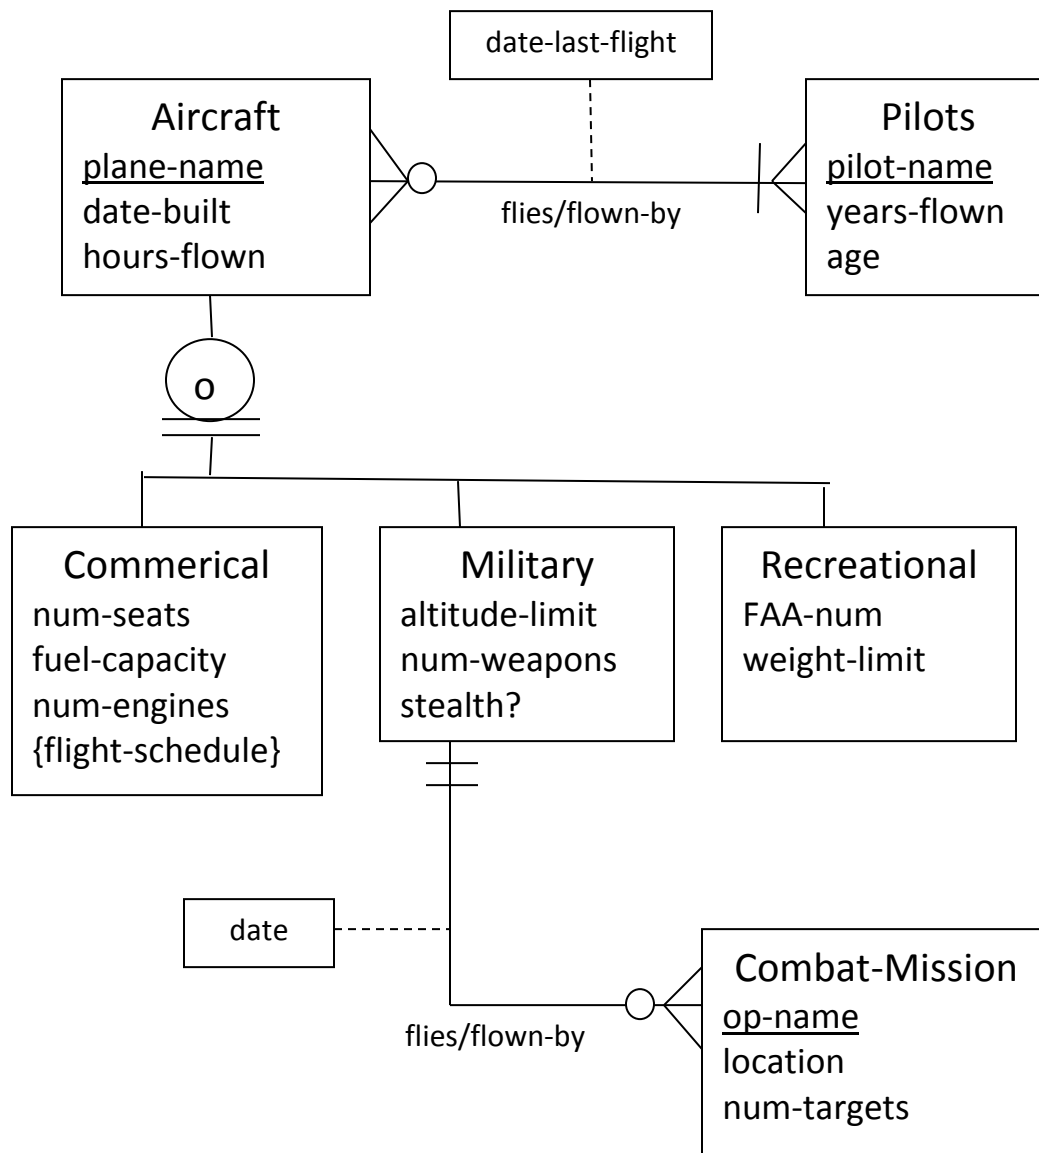 date-last-flight
Aircraft
plane-name
date-built
hours-flown
flies/flown-by
Pilots
pilot-name
years-flown
age
o
Commerical
num-seats
fuel-capacity
num-engines
{flight-schedule}
Military
altitude-limit
num-weapons
stealth?
Recreational
FAA-num
weight-limit
date
flies/flown-by
Combat-Mission
op-name
location
num-targets